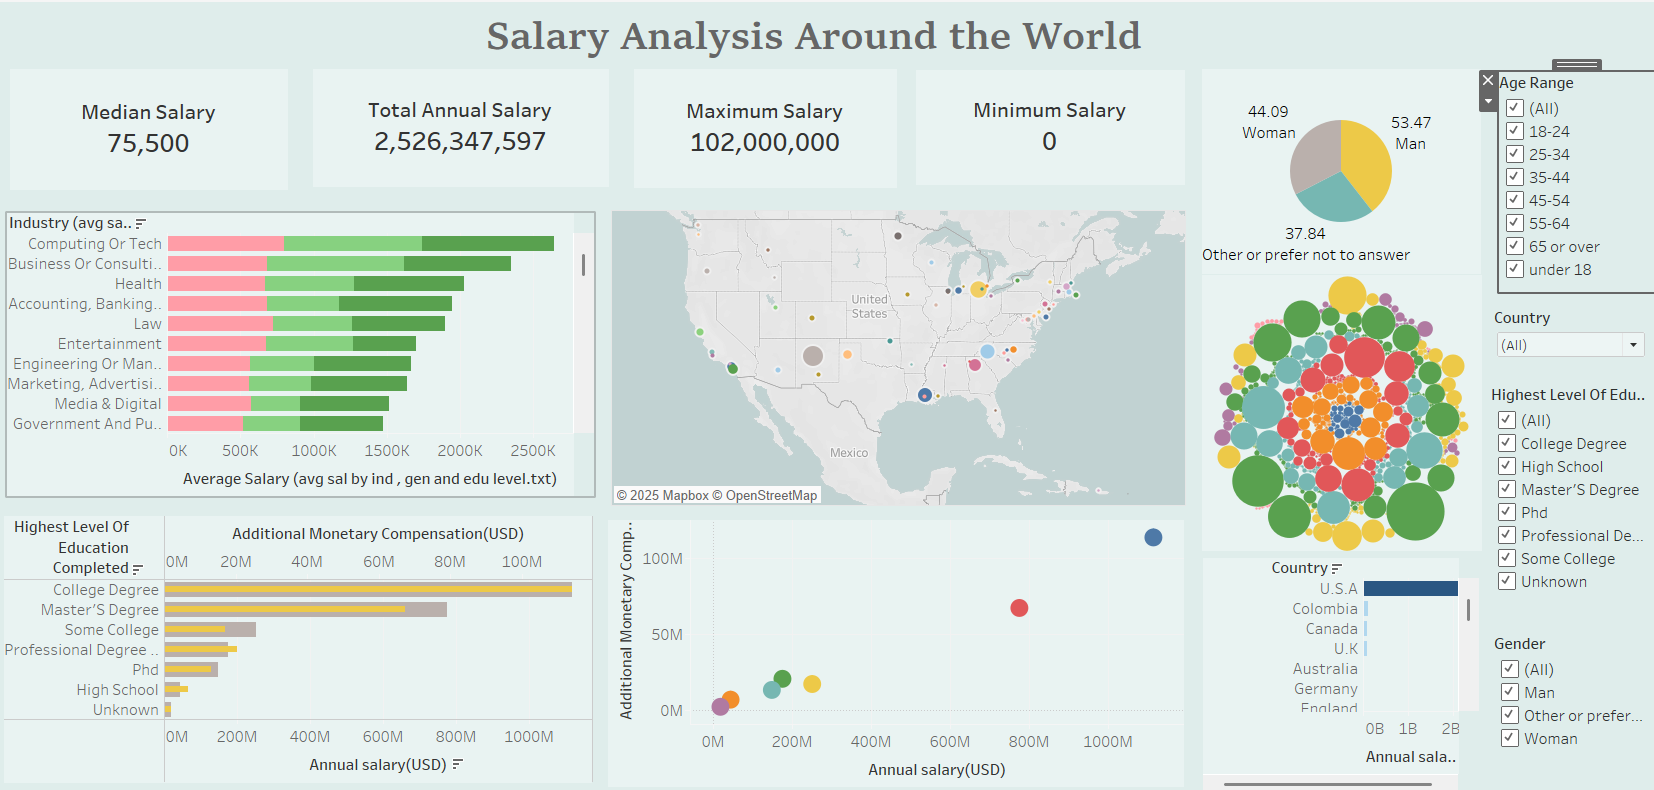 Salary Analysis Around the World
Median Salary
75,500
Total Annual Salary
2,526,347,597
Maximum Salary
102,000,000
Minimum Salary
0
44.09
Woman
53.47
Man
37.84
Other or prefer not to answer
Age Range
(All)
18-24
25-34
35-44
45-54
55-64
65 or over
under 18
Industry (avg sa..
Computing Or Tech
Business Or Consulti..
Health
Accounting, Banking..
Law
Entertainment
Engineering Or Man..
Marketing, Advertisi..
Media & Digital
Government And Pu..
0K 500K 1000K 1500K 2000K 2500K
Average Salary (avg sal by ind , gen and edu level.txt)
United
States
Mexico
© 2025 Mapbox © OpenStreetMap
Country
(All)
Highest Level Of Edu..
(All)
College Degree
High School
Master’S Degree
Phd
Professional De...
Some College
Unknown
Gender
(All)
Man
Other or prefer...
Woman
Highest Level Of
Education
Completed
Additional Monetary Compensation(USD)
0M 20M 40M 60M 80M 100M
College Degree
Master’S Degree
Some College
Professional Degree ..
Phd
High School
Unknown
0M 200M 400M 600M 800M 1000M
Annual salary(USD)
Additional Monetary Comp..
100M
50M
0M
0M 200M 400M 600M 800M 1000M
Annual salary(USD)
Country
U.S.A
Colombia
Canada
U.K
Australia
Germany
England
0B 1B 2B
Annual sala..